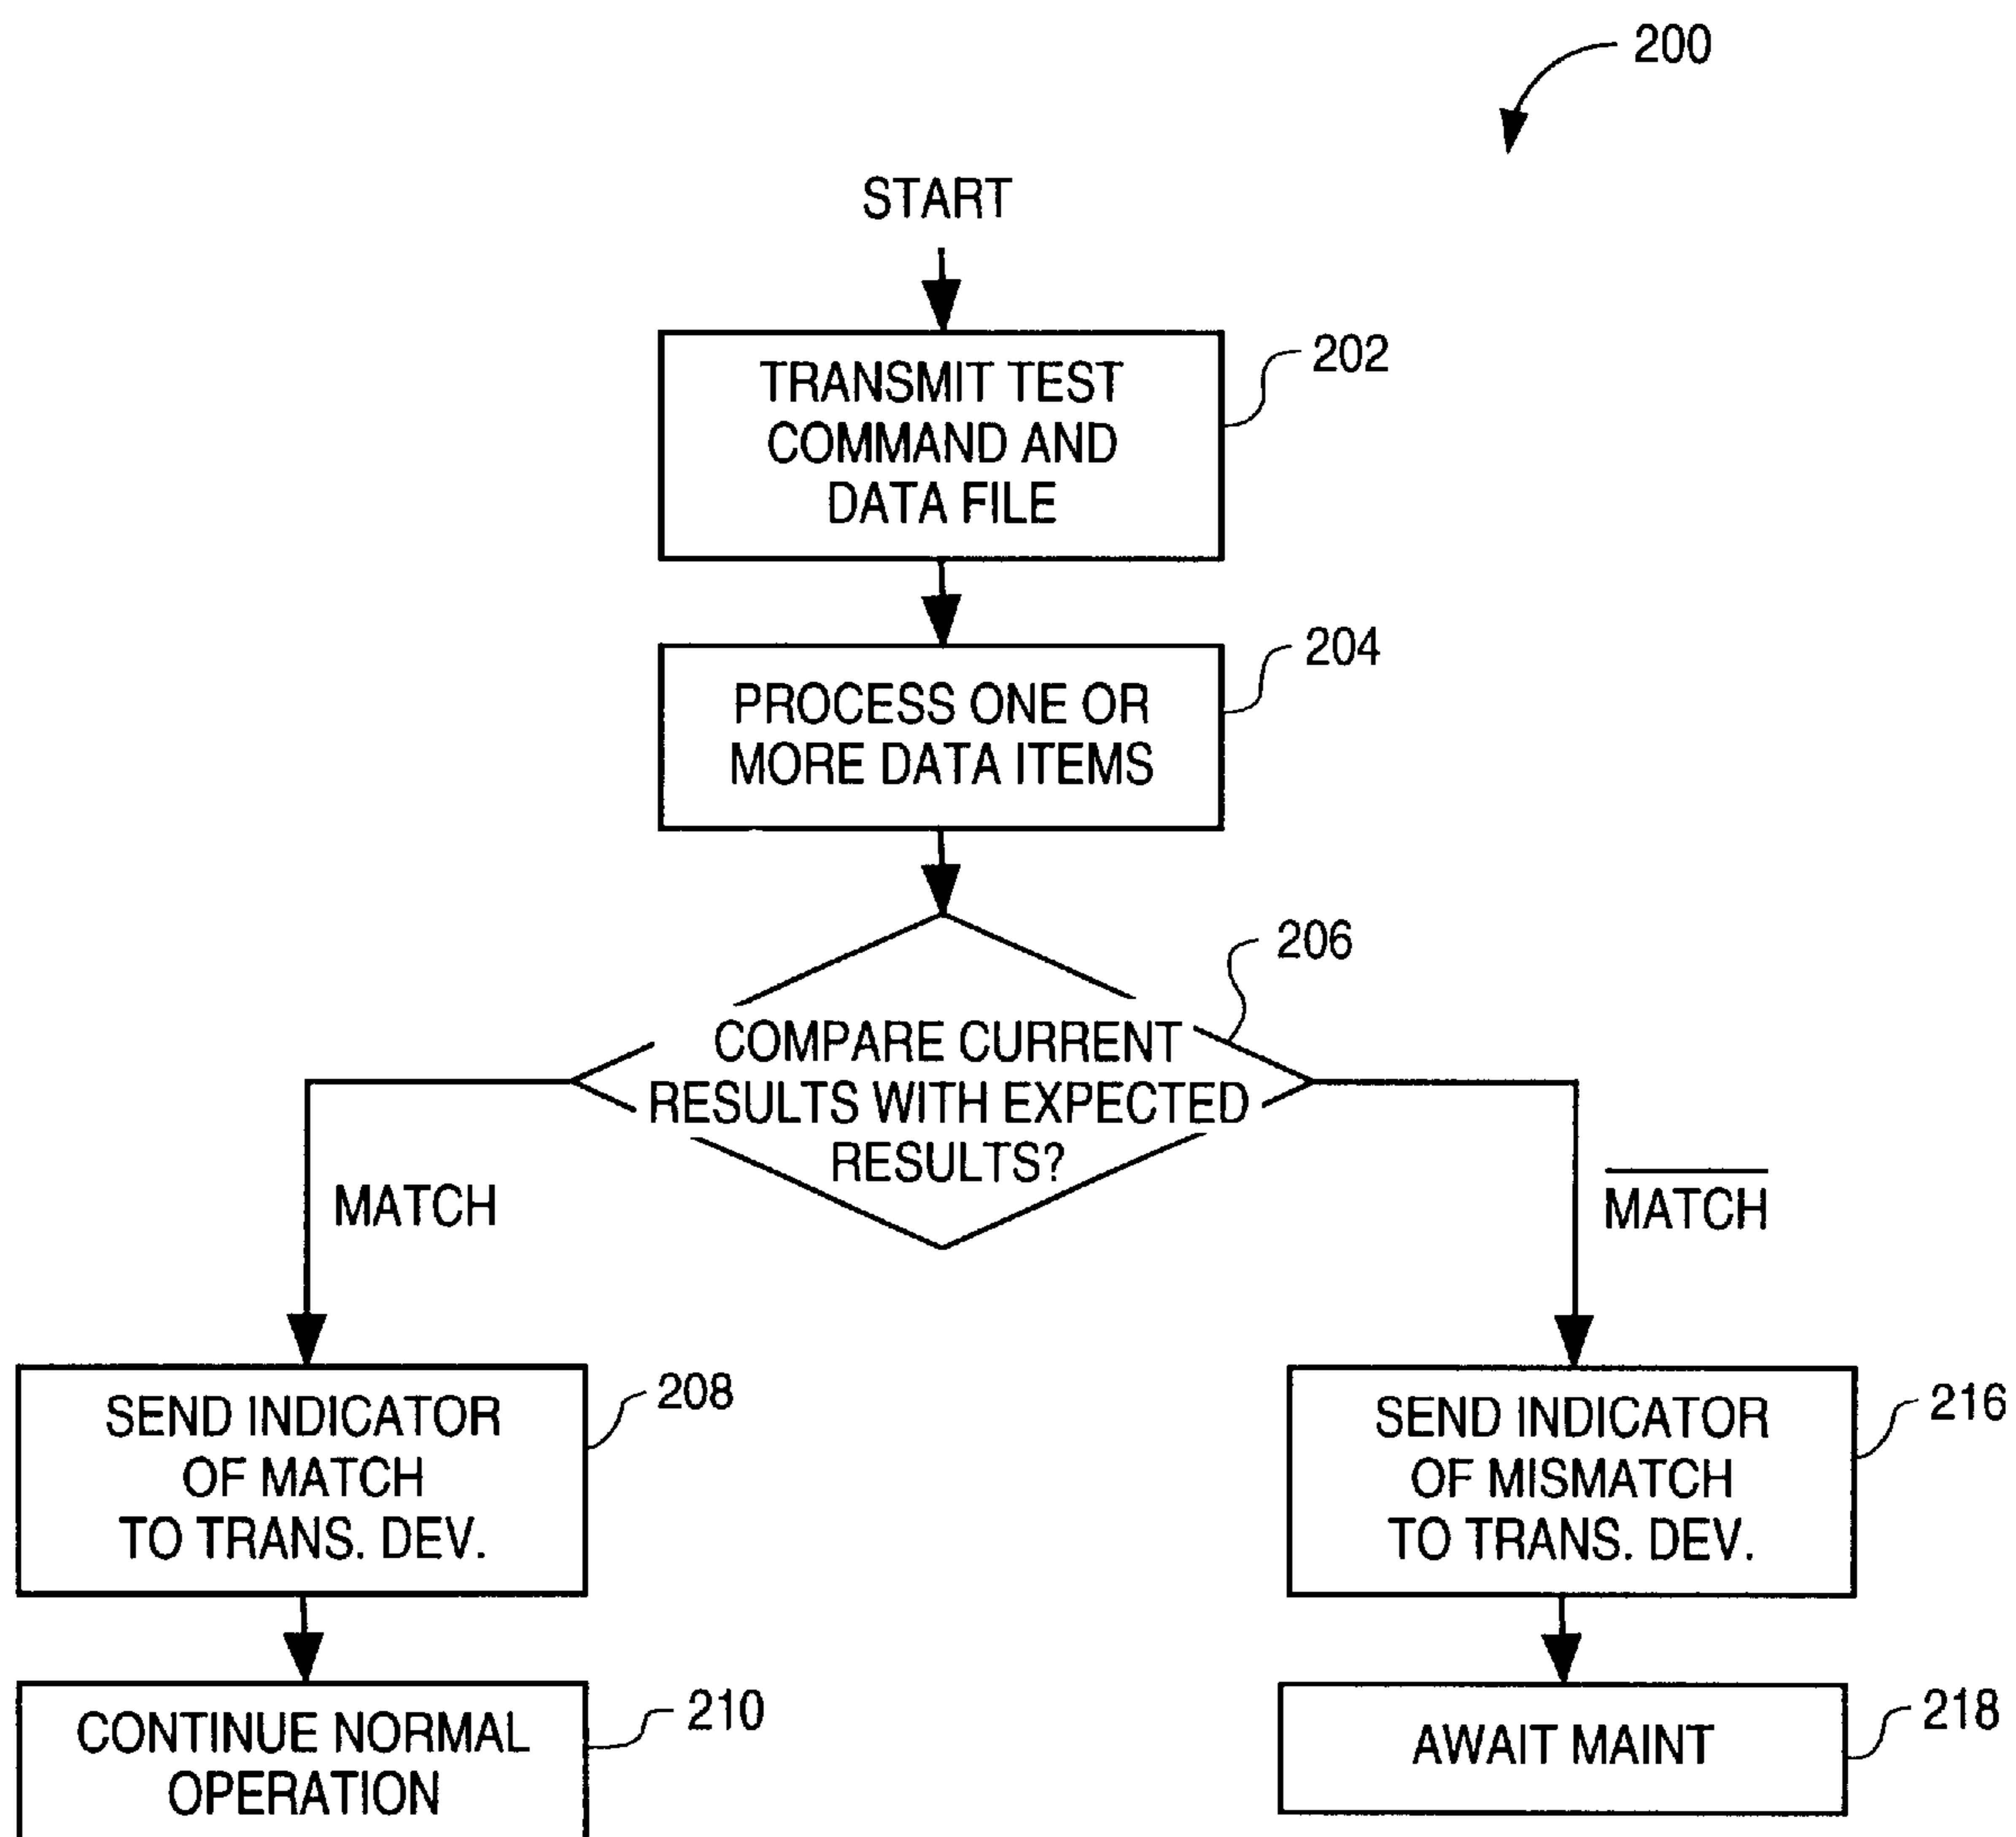 200
START
TRANSMIT TEST
COMMAND AND
DATA FILE
202
PROCESS ONE OR
MORE DATA ITEMS
204
COMPARE CURRENT
RESULTS WITH EXPECTED
RESULTS?
206
MATCH
M̅A̅T̅C̅H̅
SEND INDICATOR
OF MATCH
TO TRANS. DEV.
208
SEND INDICATOR
OF MISMATCH
TO TRANS. DEV.
216
CONTINUE NORMAL
OPERATION
210
AWAIT MAINT
218